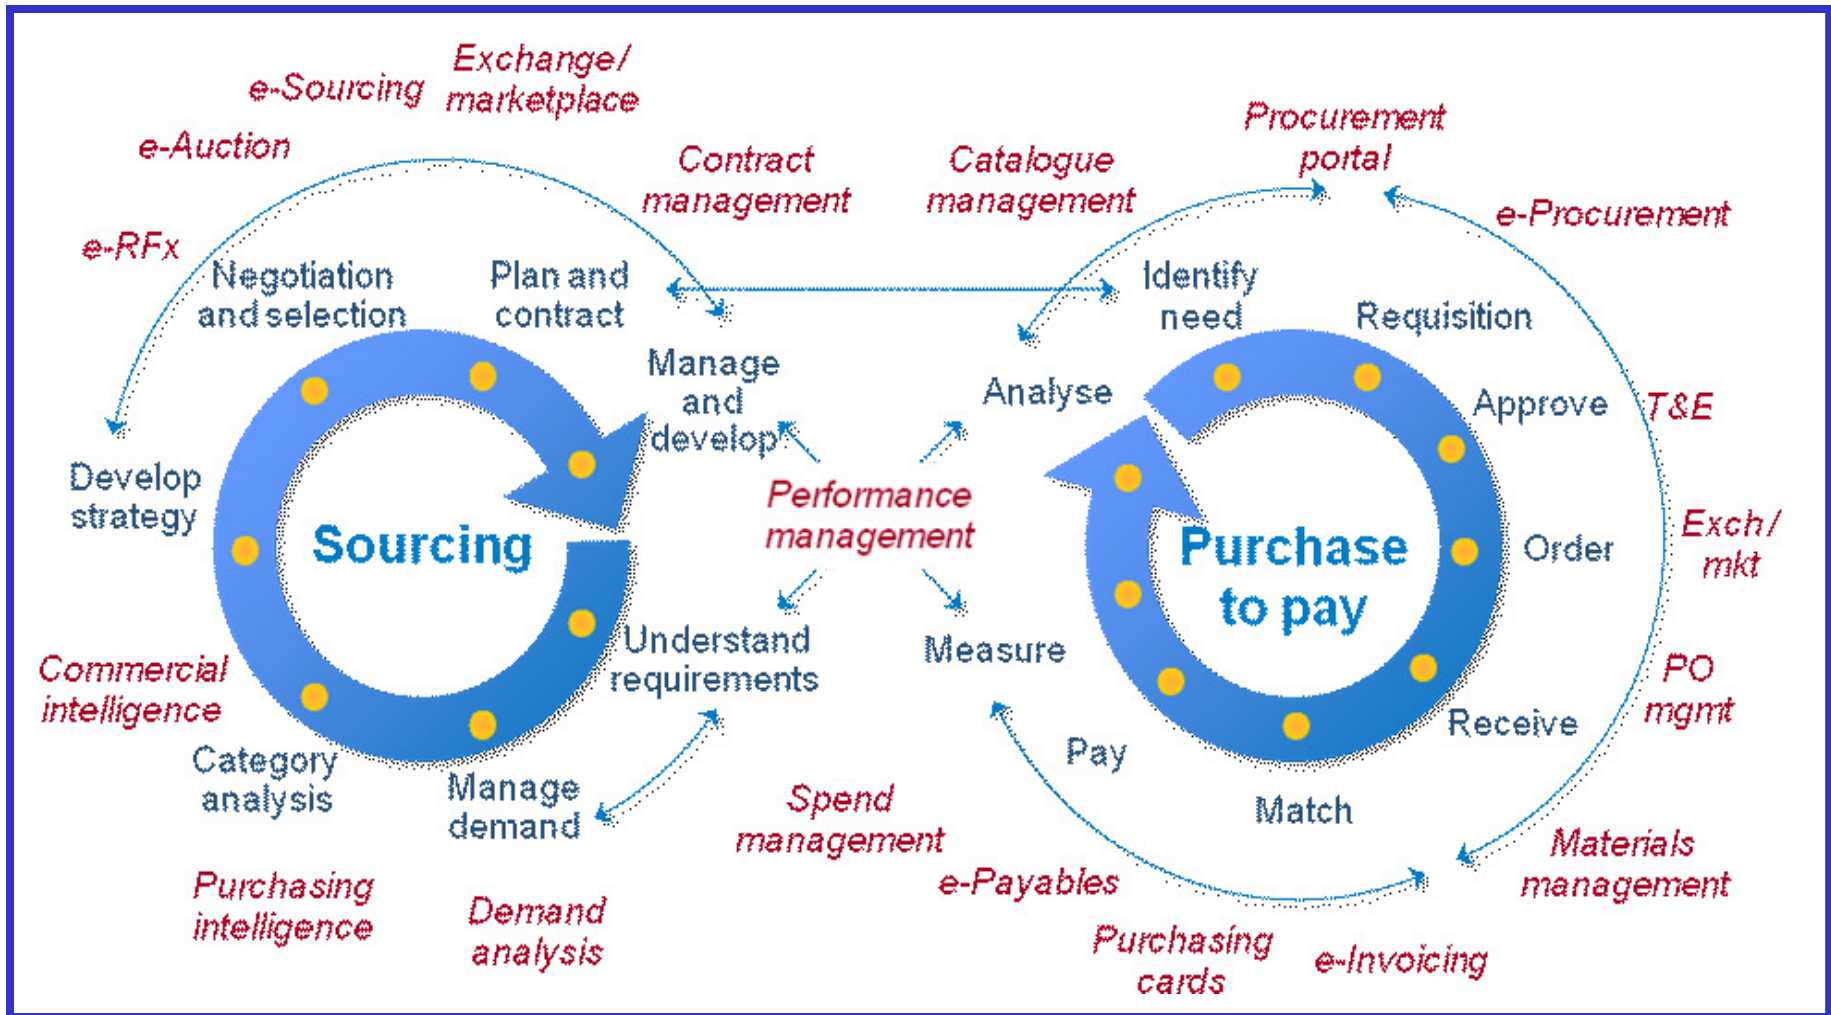 Exchange/
marketplace
e-Sourcing
e-Auction
e-RFx
Contract
management
Catalogue
management
Procurement
portal
e-Procurement
Negotiation
and selection
Plan and
contract
Identify
need
Requisition
Manage
and
develop
Analyse
Approve
T&E
Develop
strategy
Sourcing
Performance
management
Purchase
to pay
Order
Exch/
mkt
Understand
requirements
Measure
Commercial
intelligence
PO
mgmt
Receive
Category
analysis
Manage
demand
Pay
Match
Spend
management
Materials
management
Purchasing
intelligence
Demand
analysis
e-Payables
Purchasing
cards
e-Invoicing